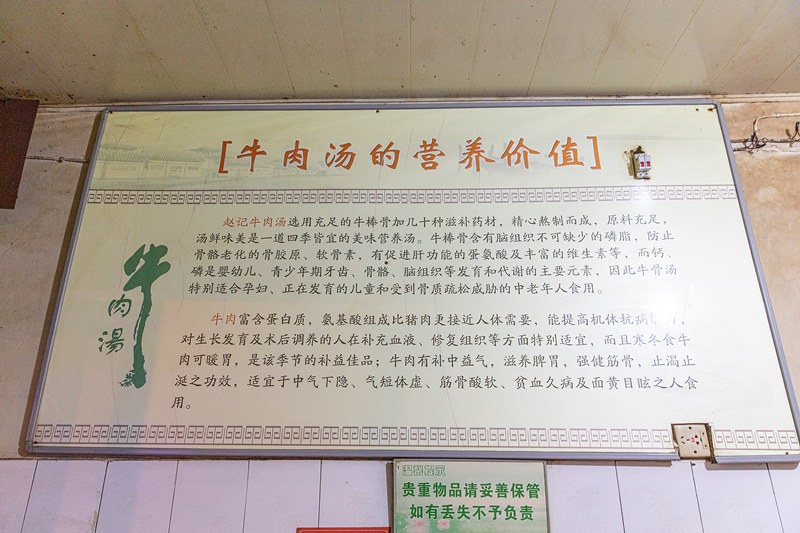 [牛肉汤的营养价值]
赵记牛肉汤选用充足的牛棒骨加几十种滋补药材，精心熬制而成，原料充足，
汤鲜味美是一道四季皆宜的美味营养汤。牛棒骨含有脑组织不可缺少的磷脂，防止
骨骼老化的骨胶原、软骨素，有促进肝功能的蛋氨酸及丰富的维生素等，而钙、
磷是婴幼儿、青少年期牙齿、骨骼、脑组织等发育和代谢的主要元素，因此牛骨汤
特别适合孕妇、正在发育的儿童和受到骨质疏松威胁的中老年人食用。
牛肉富含蛋白质，氨基酸组成比猪肉更接近人体需要，能提高机体抗病
对生长发育及术后调养的人在补充血液、修复组织等方面特别适宜，而且寒冬食牛
肉可暖胃，是该季节的补益佳品；牛肉有补中益气，滋养脾胃，强健筋骨，止渴止
涎之功效，适宜于中气下隐、气短体虚、筋骨酸软、贫血久病及面黄目眩之人食
用。
牛肉湯
温馨提示
贵重物品请妥善保管
如有丢失不予负责